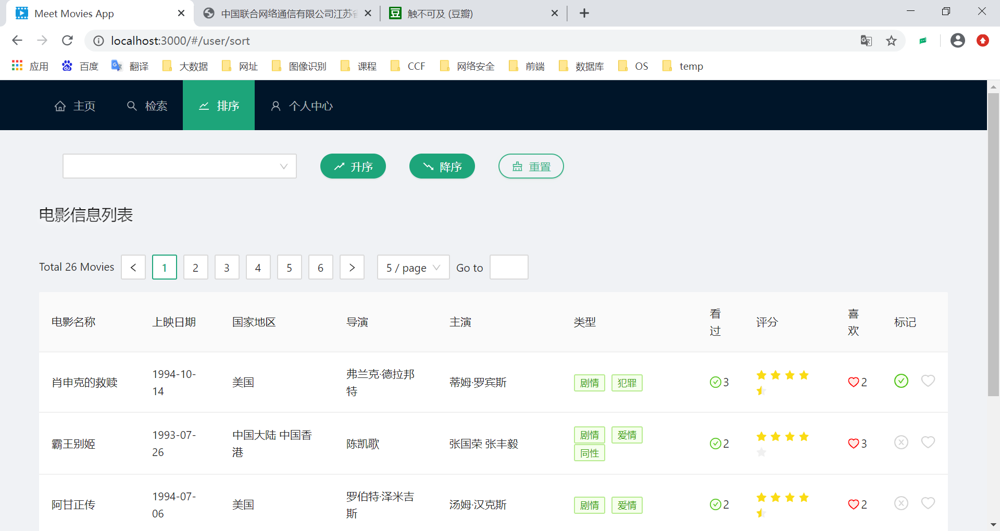 Meet Movies App
中国联合网络通信有限公司江苏省
触不可及 (豆瓣)
localhost:3000/#/user/sort
应用 百度 翻译 大数据 网址 图像识别 课程 CCF 网络安全 前端 数据库 OS temp
主页 检索 排序 个人中心
升序 降序 重置
电影信息列表
Total 26 Movies 1 2 3 4 5 6 5 / page Go to
电影名称 上映日期 国家地区 导演 主演 类型 看过 评分 喜欢 标记
肖申克的救赎 1994-10-14 美国 弗兰克·德拉邦特 蒂姆·罗宾斯 剧情 犯罪 3 2
霸王别姬 1993-07-26 中国大陆 中国香港 陈凯歌 张国荣 张丰毅 剧情 爱情 同性 2 3
阿甘正传 1994-07-06 美国 罗伯特·泽米吉斯 汤姆·汉克斯 剧情 爱情 2 2